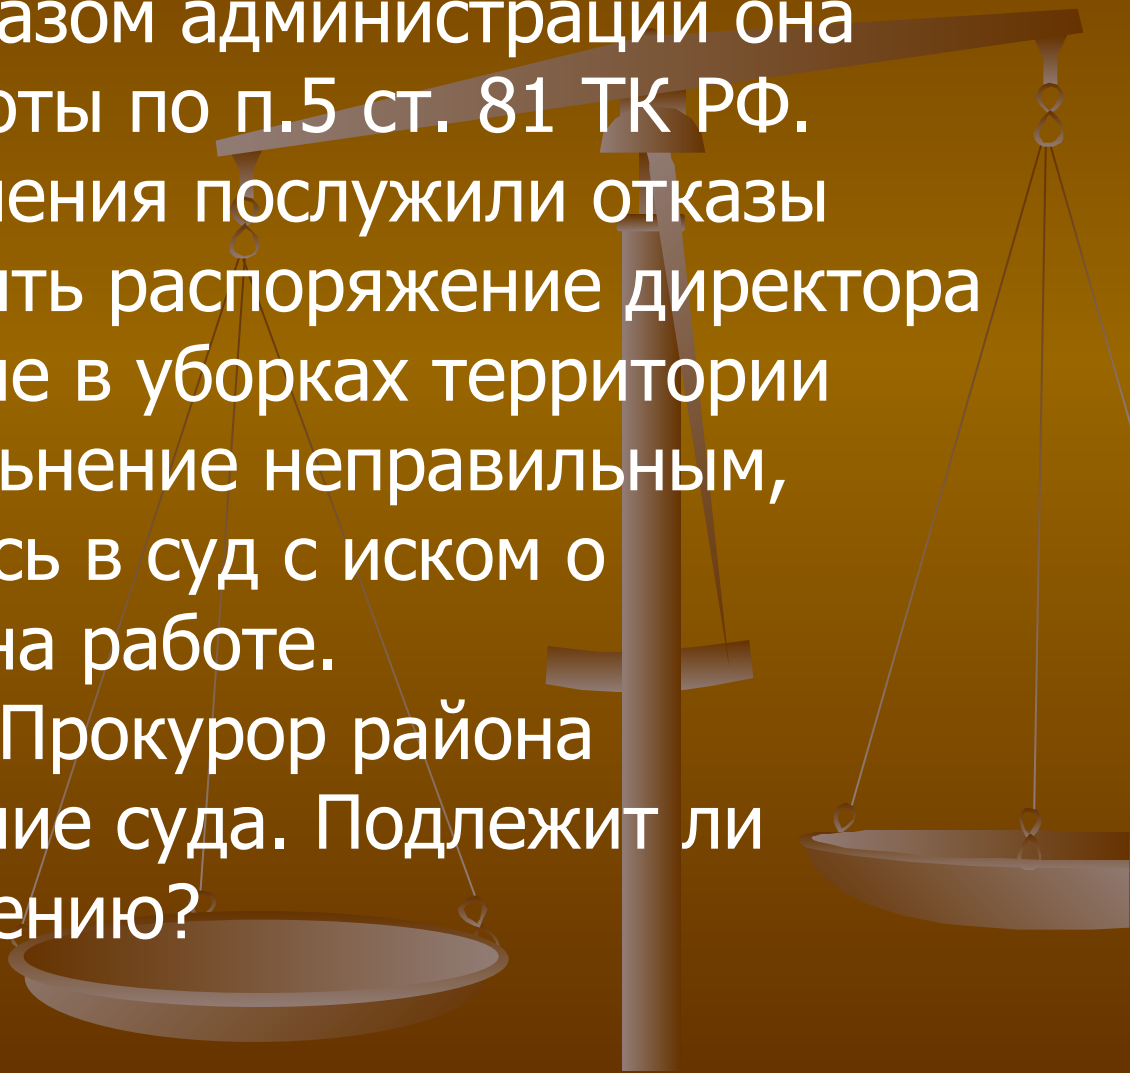 азом администрации она
оты по п.5 ст. 81 ТК РФ.
ения послужили отказы
ить распоряжение директора
ие в уборках территории
ьнение неправильным,
сь в суд с иском о
на работе.
Прокурор района
ние суда. Подлежит ли
ению?